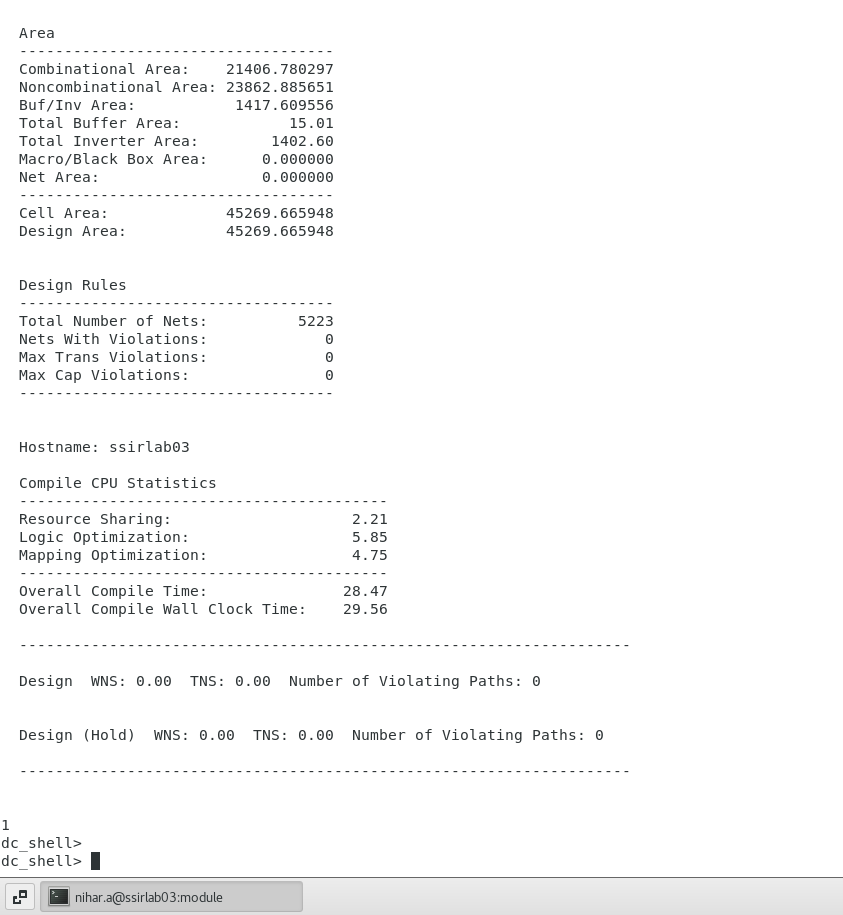 Area
-----------------------------------
Combinational Area:    21406.780297
Noncombinational Area: 23862.885651
Buf/Inv Area:           1417.609556
Total Buffer Area:            15.01
Total Inverter Area:        1402.60
Macro/Black Box Area:      0.000000
Net Area:                  0.000000
-----------------------------------
Cell Area:             45269.665948
Design Area:           45269.665948
Design Rules
-----------------------------------
Total Number of Nets:          5223
Nets With Violations:             0
Max Trans Violations:             0
Max Cap Violations:               0
-----------------------------------
Hostname: ssirlab03
Compile CPU Statistics
-----------------------------------------
Resource Sharing:                    2.21
Logic Optimization:                  5.85
Mapping Optimization:                4.75
-----------------------------------------
Overall Compile Time:               28.47
Overall Compile Wall Clock Time:    29.56
--------------------------------------------------------------------
Design  WNS: 0.00  TNS: 0.00  Number of Violating Paths: 0
Design (Hold)  WNS: 0.00  TNS: 0.00  Number of Violating Paths: 0
--------------------------------------------------------------------
1
dc_shell>
dc_shell>
nihar.a@ssirlab03:module